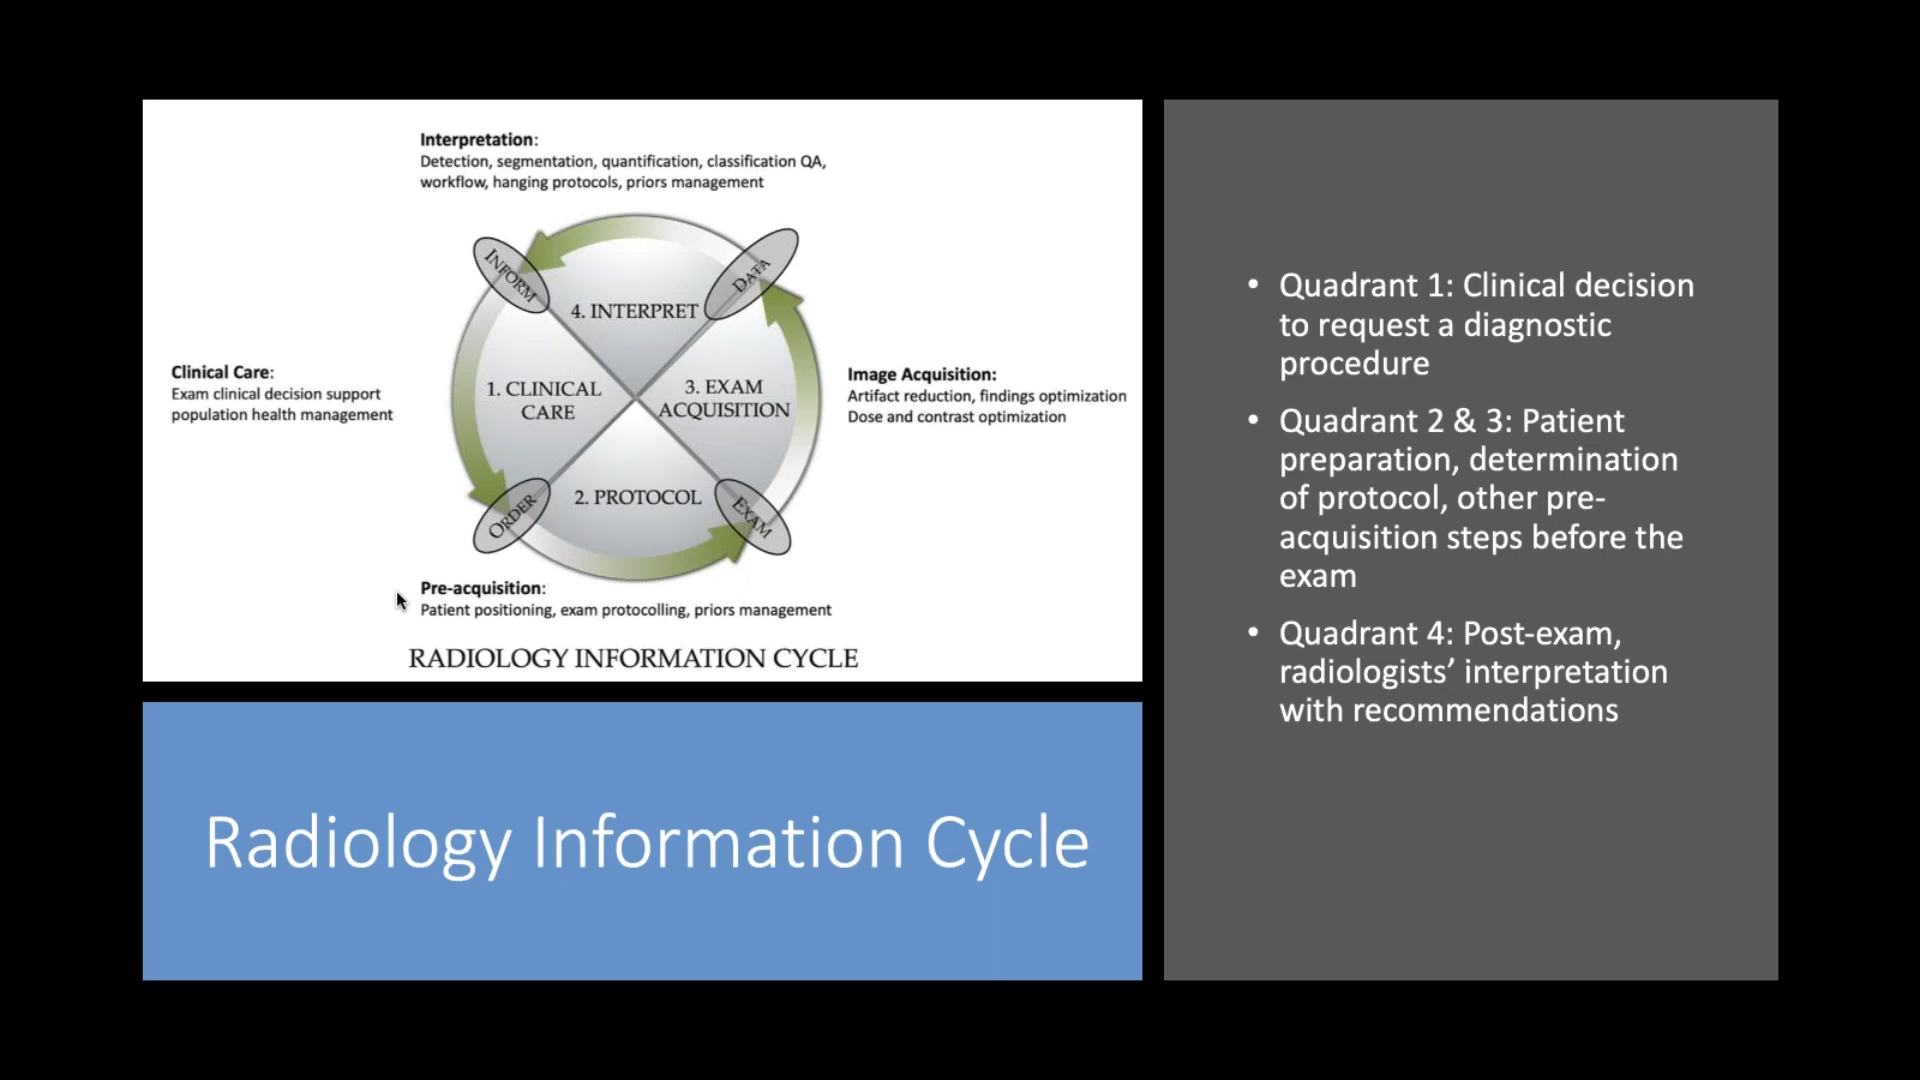 Interpretation:
Detection, segmentation, quantification, classification QA,
workflow, hanging protocols, priors management
INFORM
DATA
4. INTERPRET
Clinical Care:
Exam clinical decision support
population health management
1. CLINICAL
CARE
3. EXAM
ACQUISITION
Image Acquisition:
Artifact reduction, findings optimization
Dose and contrast optimization
2. PROTOCOL
ORDER
EXAM
Pre-acquisition:
Patient positioning, exam protocolling, priors management
RADIOLOGY INFORMATION CYCLE
Radiology Information Cycle
• Quadrant 1: Clinical decision
to request a diagnostic
procedure
• Quadrant 2 & 3: Patient
preparation, determination
of protocol, other pre-
acquisition steps before the
exam
• Quadrant 4: Post-exam,
radiologists’ interpretation
with recommendations